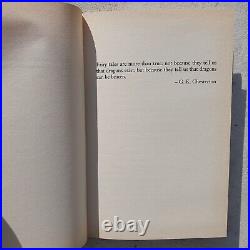 Fairy tales are more than true: not because they tell us
that dragons exist, but because they tell us that dragons
can be beaten.
– G. K. Chesterton